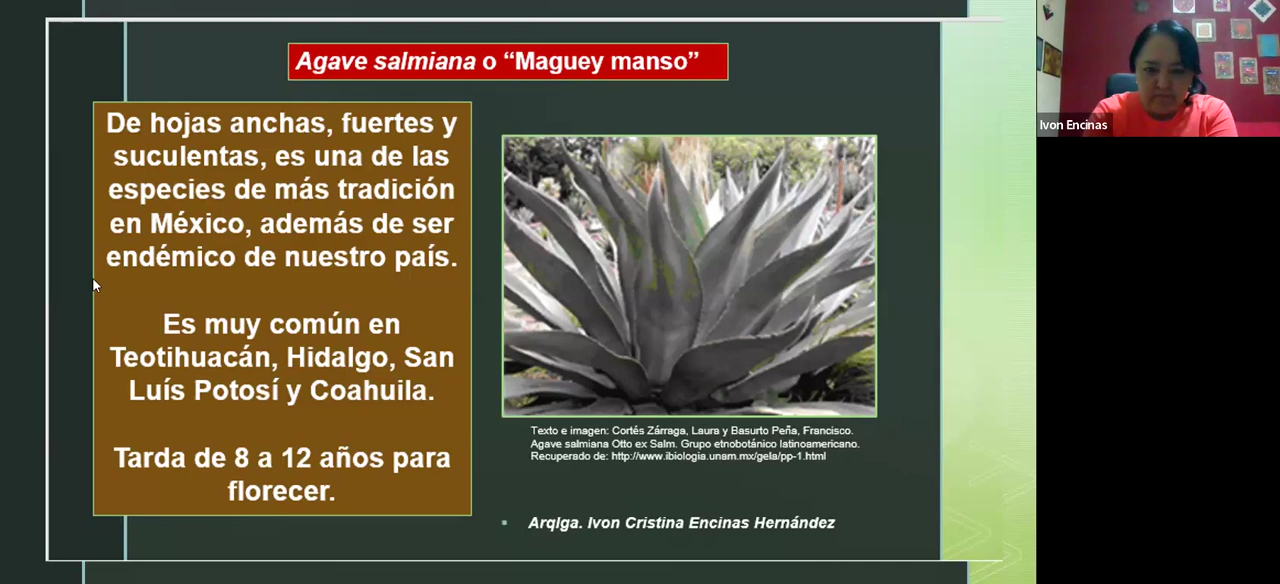 Agave salmiana o “Maguey manso”
De hojas anchas, fuertes y
suculentas, es una de las
especies de más tradición
en México, además de ser
endémico de nuestro país.
Es muy común en
Teotihuacán, Hidalgo, San
Luís Potosí y Coahuila.
Tarda de 8 a 12 años para
florecer.
Texto e imagen: Cortés Zárraga, Laura y Basurto Peña, Francisco.
Agave salmiana Otto ex Salm. Grupo etnobotánico latinoamericano.
Recuperado de: http://www.ibiologia.unam.mx/gela/pp-1.html
Arqlga. Ivon Cristina Encinas Hernández
Ivon Encinas